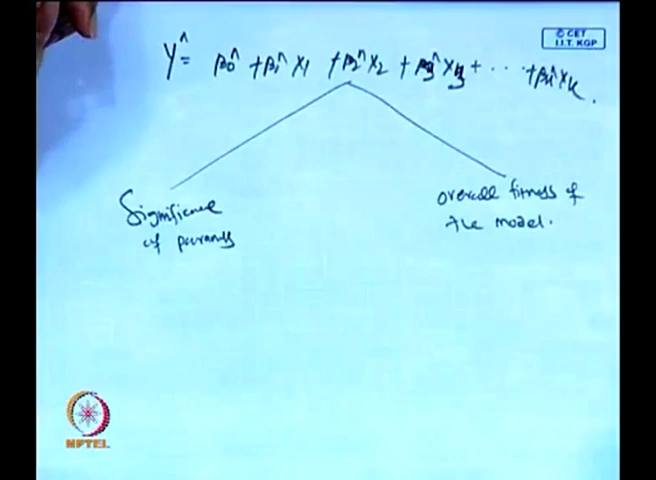 © CET
I.I.T. KGP
Y^ = β0^ + β1^ X1 + β2^ X2 + β3^ X3 + ... + βk^ Xk.
Significance
of
overall fitness of
the model.
NPTEL